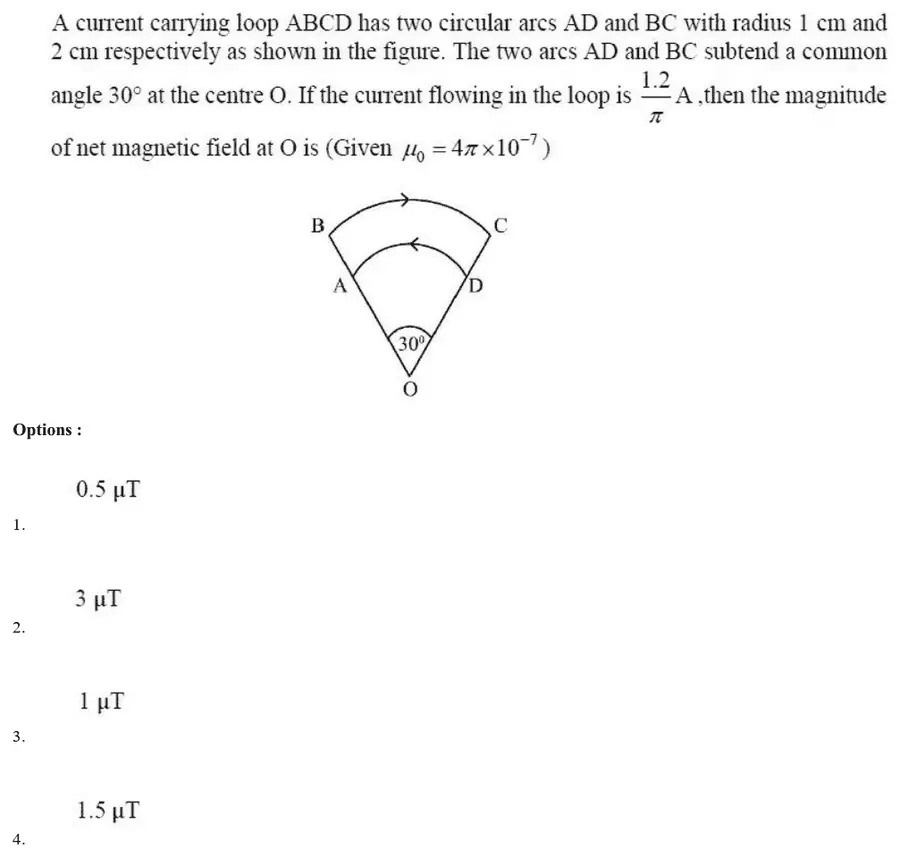 A current carrying loop ABCD has two circular arcs AD and BC with radius 1 cm and
2 cm respectively as shown in the figure. The two arcs AD and BC subtend a common
angle 30° at the centre O. If the current flowing in the loop is 1.2/π A ,then the magnitude
of net magnetic field at O is (Given μ₀ = 4π×10⁻⁷)
B C
A D
30⁰
O
Options :
0.5 μT
1.
3 μT
2.
1 μT
3.
1.5 μT
4.